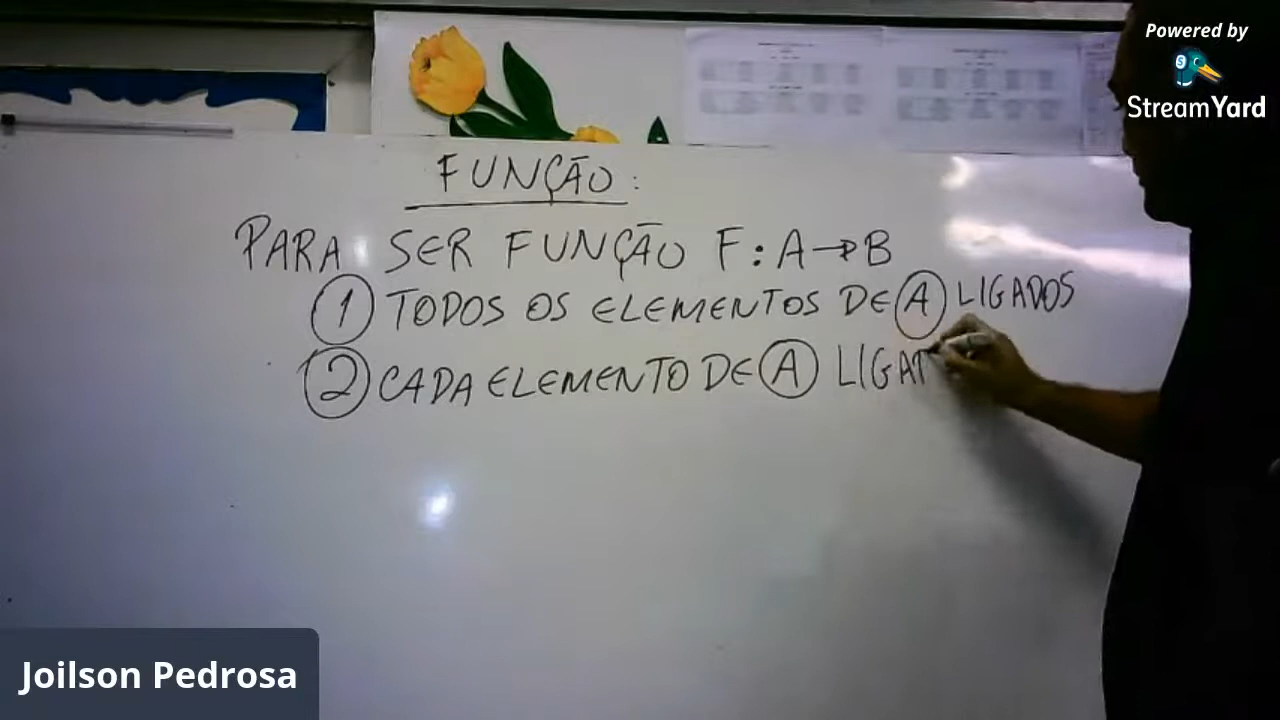 Powered by
StreamYard
FUNÇÃO:
PARA SER FUNÇÃO F: A→B
1 TODOS OS ELEMENTOS DE A LIGADOS
2 CADA ELEMENTO DE A
Joilson Pedrosa